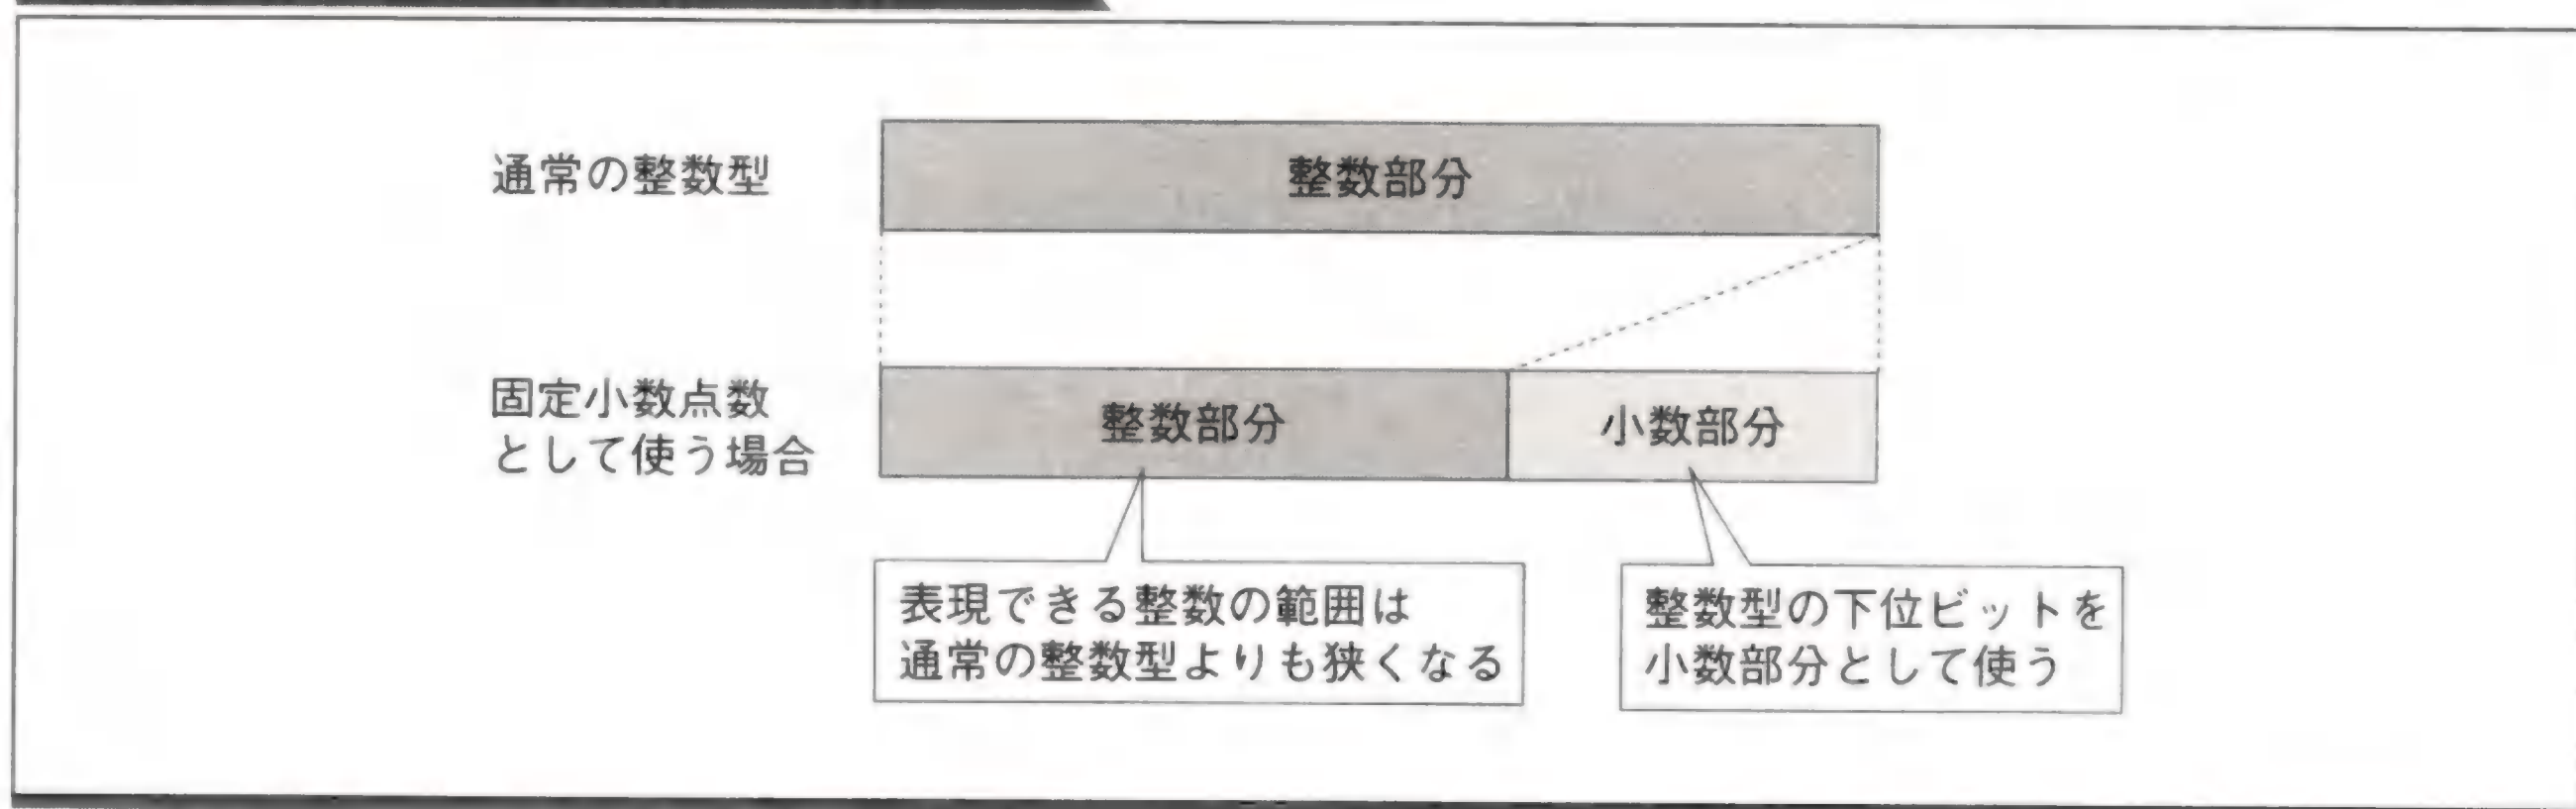 通常の整数型
整数部分
固定小数点数
として使う場合
整数部分
小数部分
表現できる整数の範囲は
通常の整数型よりも狭くなる
整数型の下位ビットを
小数部分として使う